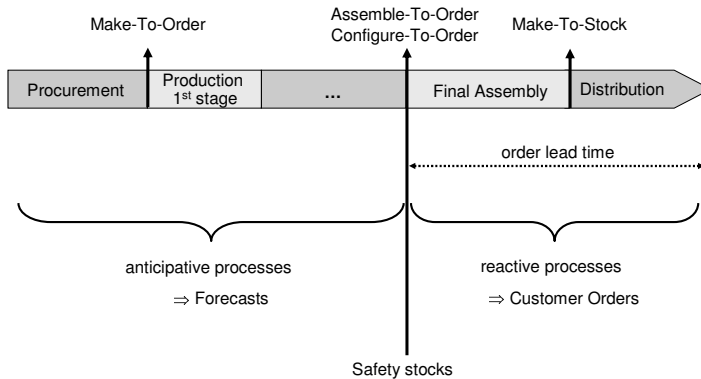 Make-To-Order
Assemble-To-Order
Configure-To-Order
Make-To-Stock
Procurement
Production
1st stage
...
Final Assembly
Distribution
order lead time
anticipative processes
⇒ Forecasts
reactive processes
⇒ Customer Orders
Safety stocks